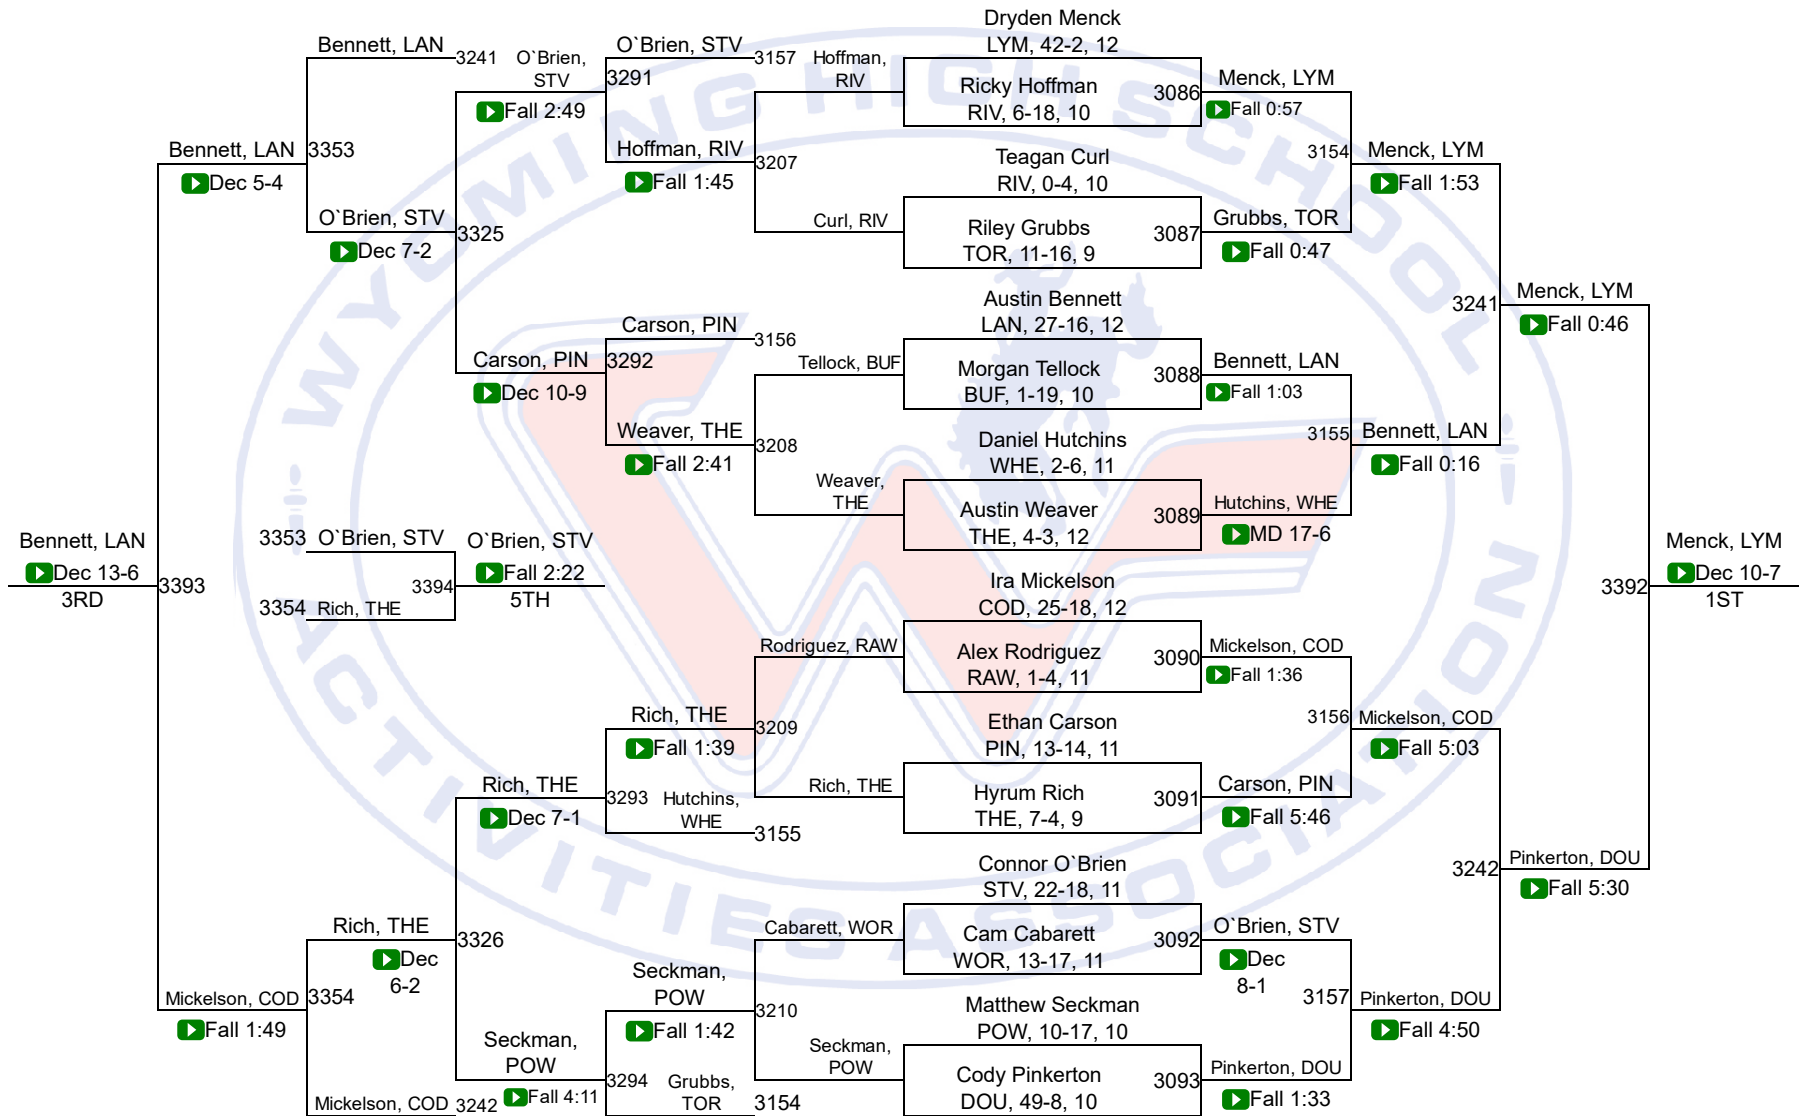 WYOMING HIGH SCHOOL
ACTIVITIES ASSOCIATION
Dryden Menck
LYM, 42-2, 12
Ricky Hoffman
RIV, 6-18, 10
3086
Menck, LYM
Fall 0:57
Teagan Curl
RIV, 0-4, 10
Riley Grubbs
TOR, 11-16, 9
3087
Grubbs, TOR
Fall 0:47
3154
Menck, LYM
Fall 1:53
Austin Bennett
LAN, 27-16, 12
Morgan Tellock
BUF, 1-19, 10
3088
Bennett, LAN
Fall 1:03
Daniel Hutchins
WHE, 2-6, 11
Austin Weaver
THE, 4-3, 12
3089
Hutchins, WHE
MD 17-6
3155
Bennett, LAN
Fall 0:16
3241
Menck, LYM
Fall 0:46
Ira Mickelson
COD, 25-18, 12
Alex Rodriguez
RAW, 1-4, 11
3090
Mickelson, COD
Fall 1:36
Ethan Carson
PIN, 13-14, 11
Hyrum Rich
THE, 7-4, 9
3091
Carson, PIN
Fall 5:46
3156
Mickelson, COD
Fall 5:03
Connor O`Brien
STV, 22-18, 11
Cam Cabarett
WOR, 13-17, 11
3092
O`Brien, STV
Dec
8-1
Matthew Seckman
POW, 10-17, 10
Cody Pinkerton
DOU, 49-8, 10
3093
Pinkerton, DOU
Fall 1:33
3157
Pinkerton, DOU
Fall 4:50
3242
Pinkerton, DOU
Fall 5:30
3392
Menck, LYM
Dec 10-7
1ST
Hoffman,
RIV
Curl, RIV
3207
Hoffman, RIV
Fall 1:45
O`Brien, STV
3157
3291
O`Brien,
STV
Fall 2:49
Tellock, BUF
Weaver,
THE
3208
Weaver, THE
Fall 2:41
Carson, PIN
3156
3292
Carson, PIN
Dec 10-9
3325
O`Brien, STV
Dec 7-2
Bennett, LAN
3241
3353
Bennett, LAN
Dec 5-4
Rodriguez, RAW
Rich, THE
3209
Rich, THE
Fall 1:39
Hutchins,
WHE
3155
3293
Rich, THE
Dec 7-1
Cabarett, WOR
Seckman,
POW
3210
Seckman,
POW
Fall 1:42
Grubbs,
TOR
3154
3294
Seckman,
POW
Fall 4:11
3326
Rich, THE
Dec
6-2
Mickelson, COD
3242
3354
Mickelson, COD
Fall 1:49
3393
Bennett, LAN
Dec 13-6
3RD
3353
O`Brien, STV
3354
Rich, THE
3394
O`Brien, STV
Fall 2:22
5TH